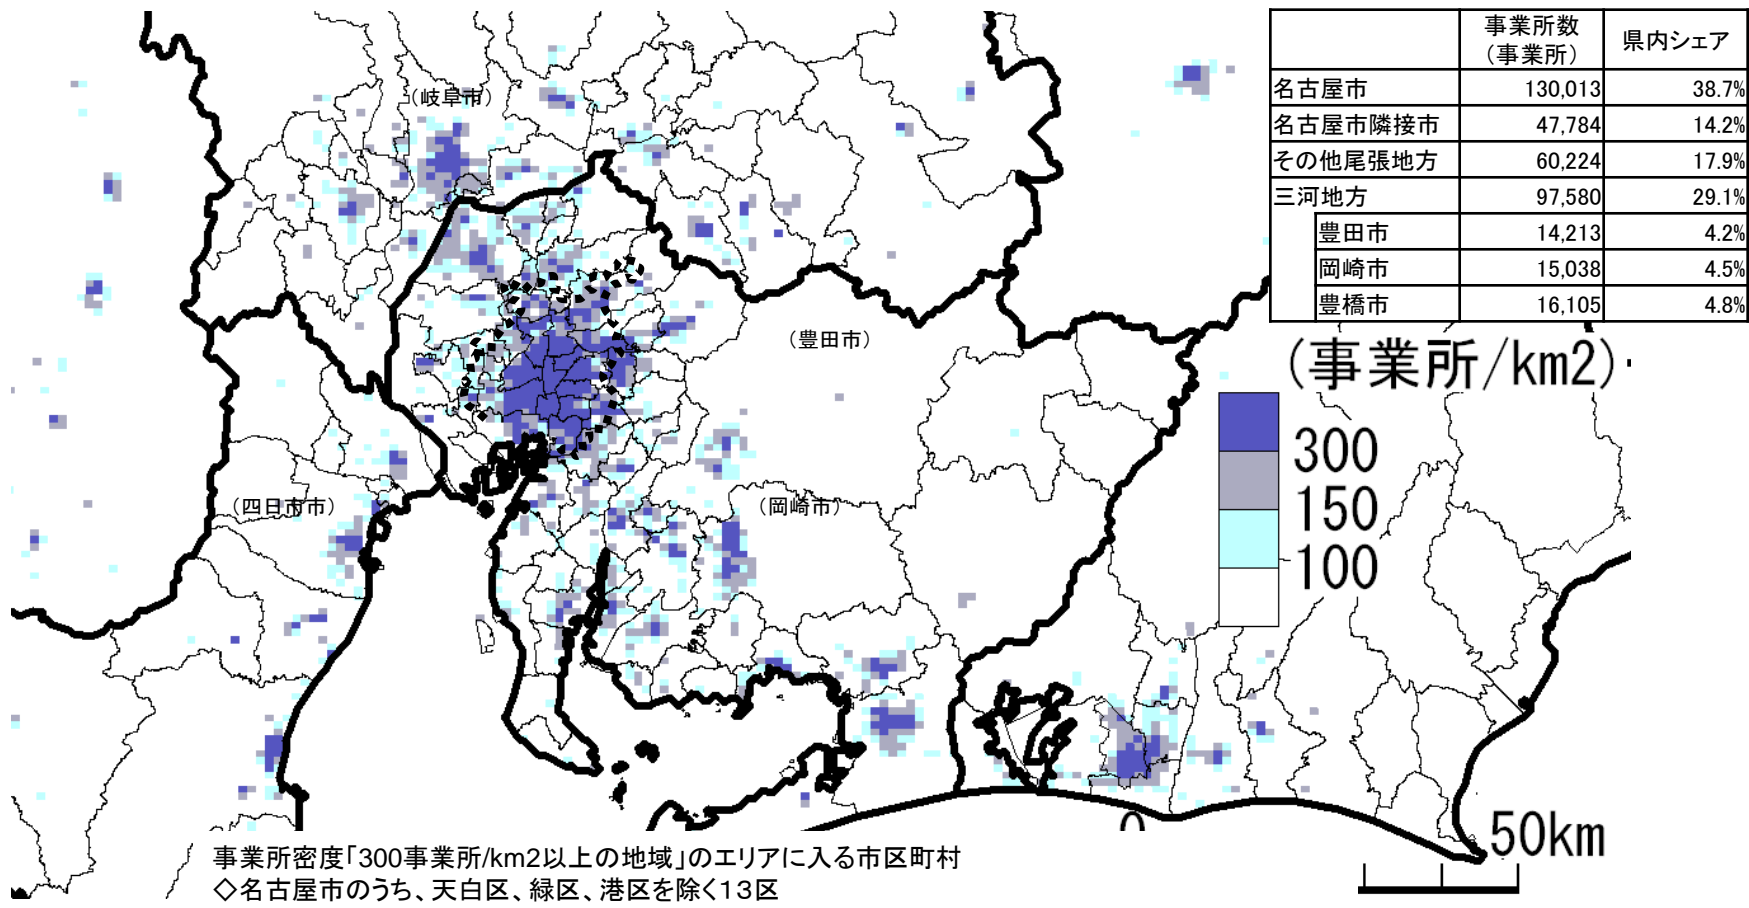 事業所数
（事業所）
県内シェア
名古屋市 130,013 38.7%
名古屋市隣接市 47,784 14.2%
その他尾張地方 60,224 17.9%
三河地方 97,580 29.1%
豊田市 14,213 4.2%
岡崎市 15,038 4.5%
豊橋市 16,105 4.8%
（岐阜市）
（豊田市）
（四日市市）
（岡崎市）
(事業所/km2)
300
150
100
0
50km
事業所密度「300事業所/km2以上の地域」のエリアに入る市区町村
◇名古屋市のうち、天白区、緑区、港区を除く13区